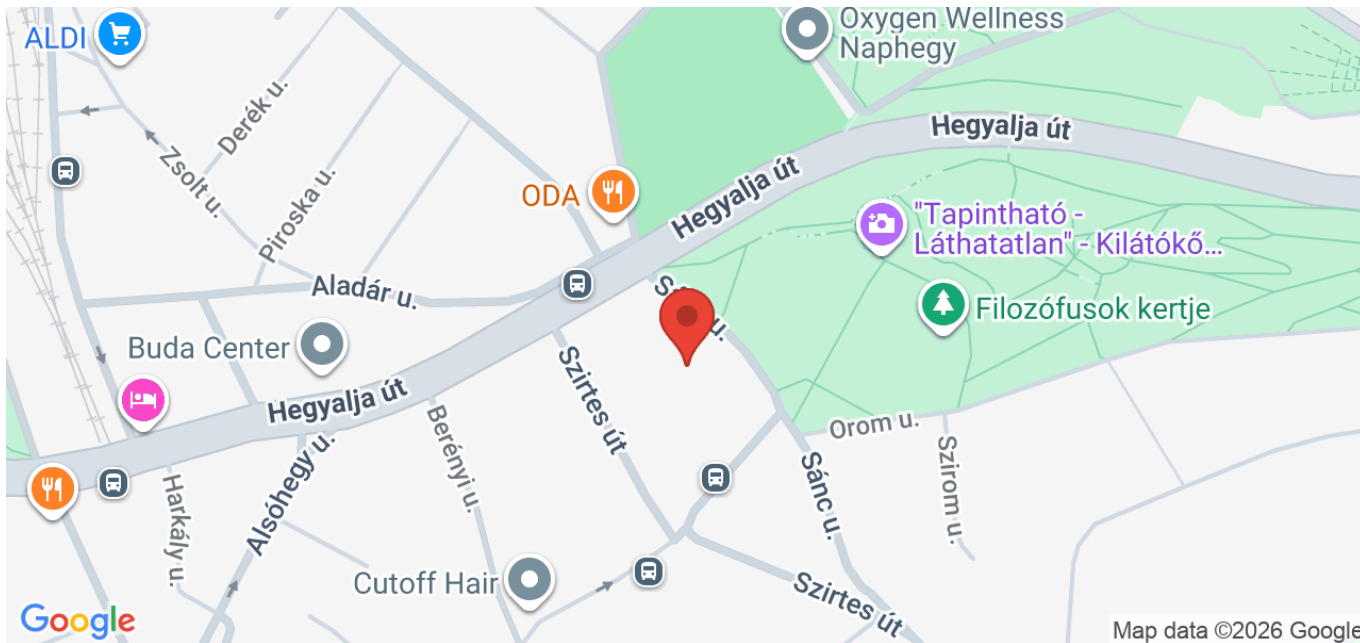 ALDI
Oxygen Wellness
Naphegy
Derék u.
Hegyalja út
Zsolt u.
Hegyalja út
ODA
Piroska u.
"Tapintható -
Láthatatlan" - Kilátókő...
Aladár u.
Filozófusok kertje
u.
Buda Center
Szirtes út
Hegyalja út
Berényi u.
Orom u.
Alsóhegy u.
Sánc u.
Szirom u.
Harkály u.
Cutoff Hair
Szirtes út
Google
Map data ©2026 Google